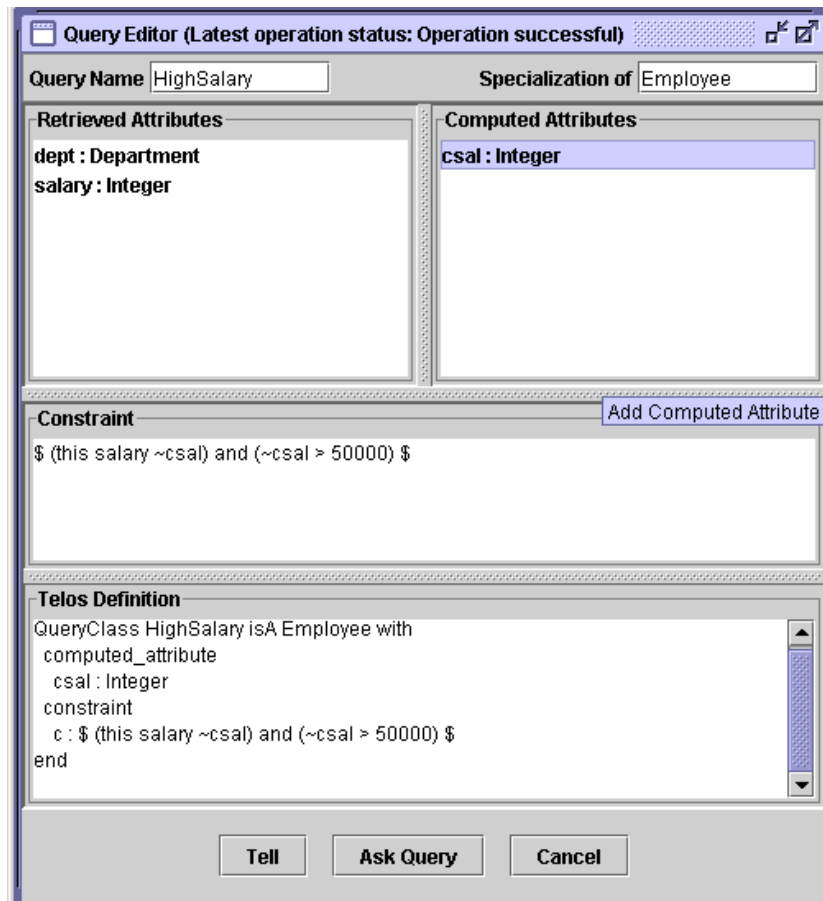 Query Editor (Latest operation status: Operation successful)
Query Name HighSalary Specialization of Employee
Retrieved Attributes
dept : Department
salary : Integer
Computed Attributes
csal : Integer
Add Computed Attribute
Constraint
$ (this salary ~csal) and (~csal > 50000) $
Telos Definition
QueryClass HighSalary isA Employee with
computed_attribute
csal : Integer
constraint
c : $ (this salary ~csal) and (~csal > 50000) $
end
Tell Ask Query Cancel